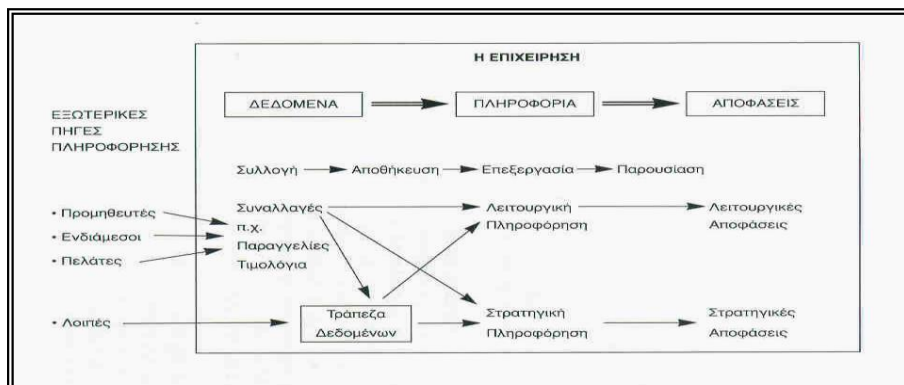 Η ΕΠΙΧΕΙΡΗΣΗ
ΔΕΔΟΜΕΝΑ ΠΛΗΡΟΦΟΡΙΑ ΑΠΟΦΑΣΕΙΣ
ΕΞΩΤΕΡΙΚΕΣ
ΠΗΓΕΣ
ΠΛΗΡΟΦΟΡΗΣΗΣ
Συλλογή Αποθήκευση Επεξεργασία Παρουσίαση
• Προμηθευτές
• Ενδιάμεσοι
• Πελάτες
Συναλλαγές
π.χ.
Παραγγελίες
Τιμολόγια
Λειτουργική
Πληροφόρηση
Λειτουργικές
Αποφάσεις
• Λοιπές
Τράπεζα
Δεδομένων
Στρατηγική
Πληροφόρηση
Στρατηγικές
Αποφάσεις